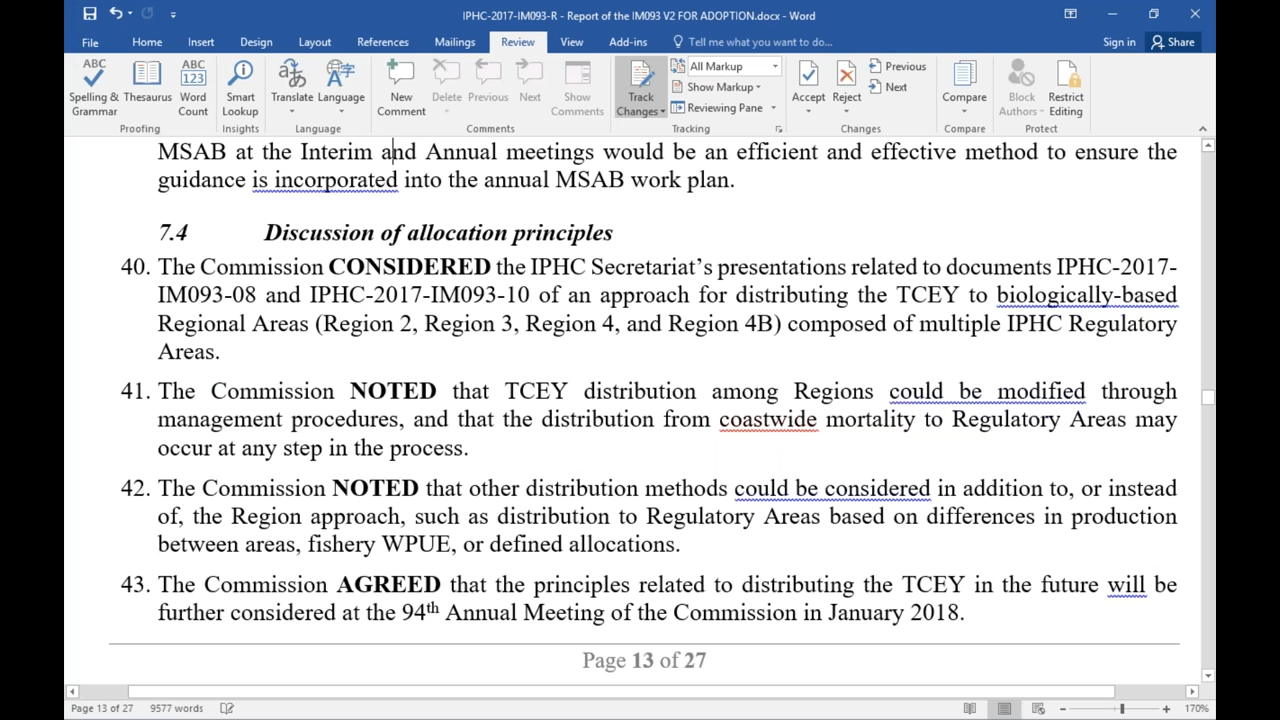 IPHC-2017-IM093-R - Report of the IM093 V2 FOR ADOPTION.docx - Word
File Home Insert Design Layout References Mailings Review View Add-ins Tell me what you want to do... Sign in Share
ABC Spelling & Grammar
Thesaurus
ABC 123 Word Count
Smart Lookup
Translate
Language
New Comment
Delete
Previous
Next
Show Comments
Track Changes
All Markup
Show Markup
Reviewing Pane
Accept
Reject
Previous
Next
Compare
Block Authors
Restrict Editing
Proofing Insights Language Comments Tracking Changes Compare Protect
MSAB at the Interim and Annual meetings would be an efficient and effective method to ensure the
guidance is incorporated into the annual MSAB work plan.
7.4 Discussion of allocation principles
40. The Commission CONSIDERED the IPHC Secretariat's presentations related to documents IPHC-2017-
IM093-08 and IPHC-2017-IM093-10 of an approach for distributing the TCEY to biologically-based
Regional Areas (Region 2, Region 3, Region 4, and Region 4B) composed of multiple IPHC Regulatory
Areas.
41. The Commission NOTED that TCEY distribution among Regions could be modified through
management procedures, and that the distribution from coastwide mortality to Regulatory Areas may
occur at any step in the process.
42. The Commission NOTED that other distribution methods could be considered in addition to, or instead
of, the Region approach, such as distribution to Regulatory Areas based on differences in production
between areas, fishery WPUE, or defined allocations.
43. The Commission AGREED that the principles related to distributing the TCEY in the future will be
further considered at the 94th Annual Meeting of the Commission in January 2018.
Page 13 of 27
Page 13 of 27 9577 words 170%